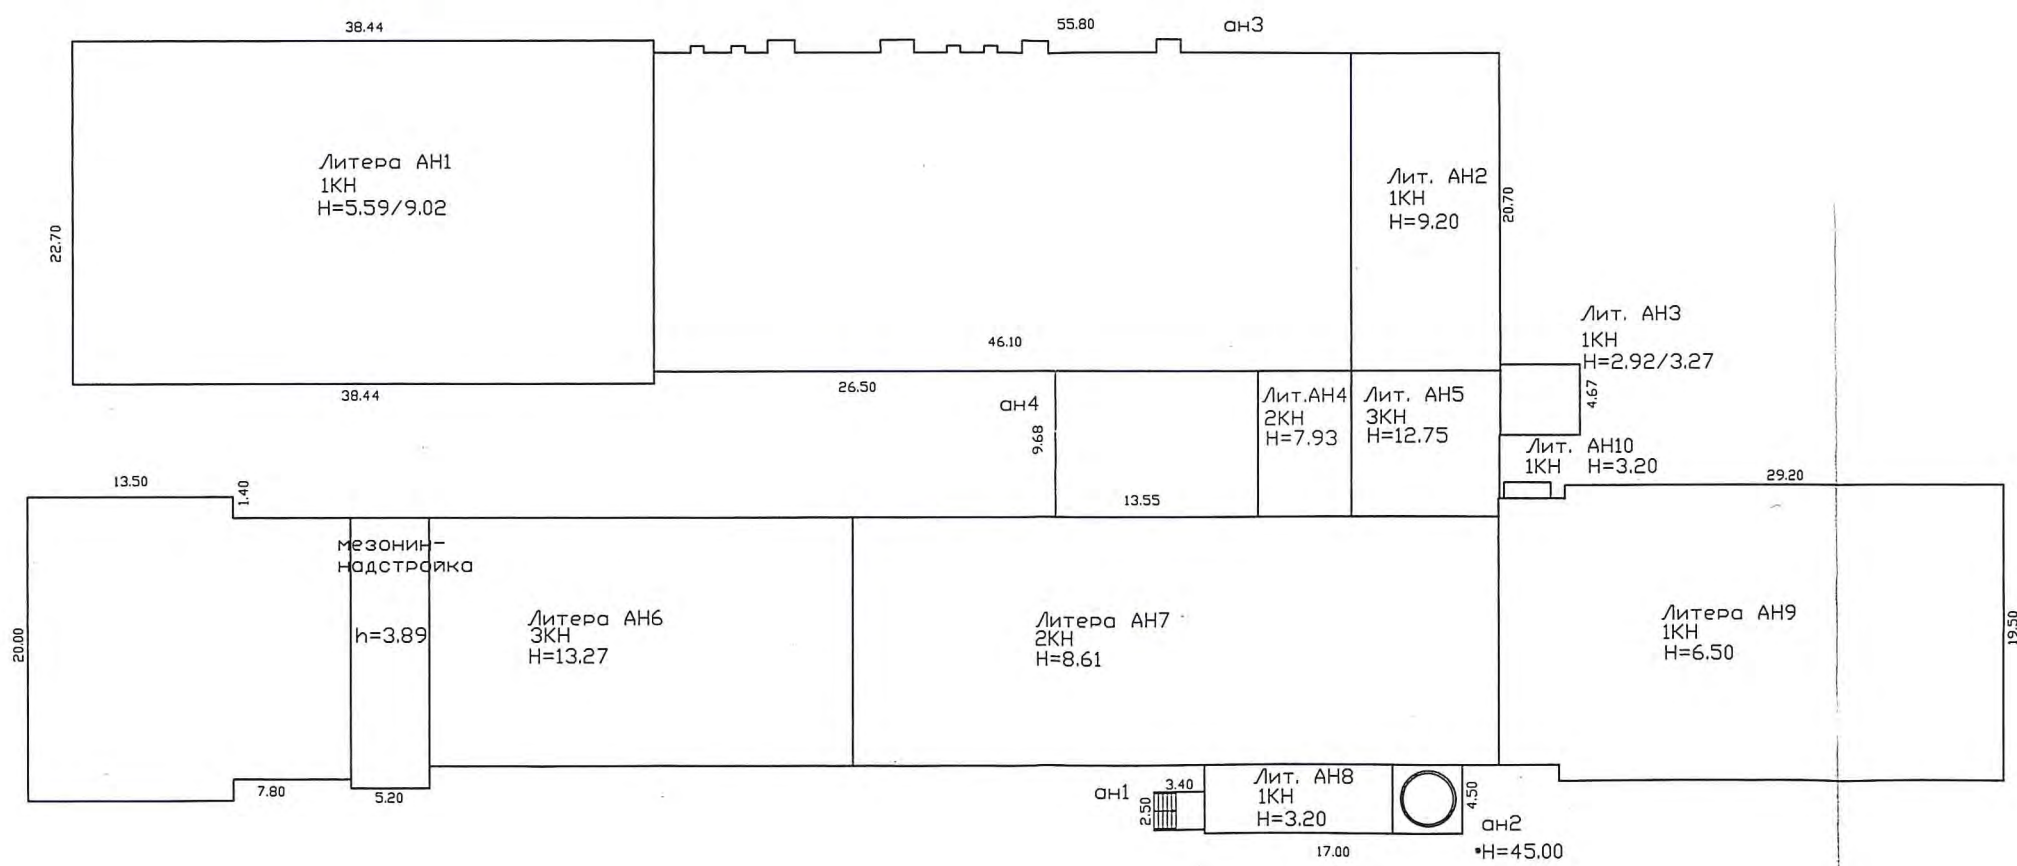 38.44
55.80
ан3
Литера АН1
1КН
Н=5.59/9.02
Лит. АН2
1КН
Н=9.20
20.70
22.70
Лит. АН3
1КН
Н=2.92/3.27
46.10
38.44
26.50
ан4
9.68
Лит.АН4
2КН
Н=7.93
Лит. АН5
3КН
Н=12.75
4.67
Лит. АН10
1КН Н=3.20
13.50
1.40
13.55
29.20
мезонин-
надстройка
h=3.89
Литера АН6
3КН
Н=13.27
Литера АН7
2КН
Н=8.61
Литера АН9
1КН
Н=6.50
20.00
19.50
7.80
5.20
ан1
3.40
2.50
Лит. АН8
1КН
Н=3.20
4.50
ан2
Н=45.00
17.00